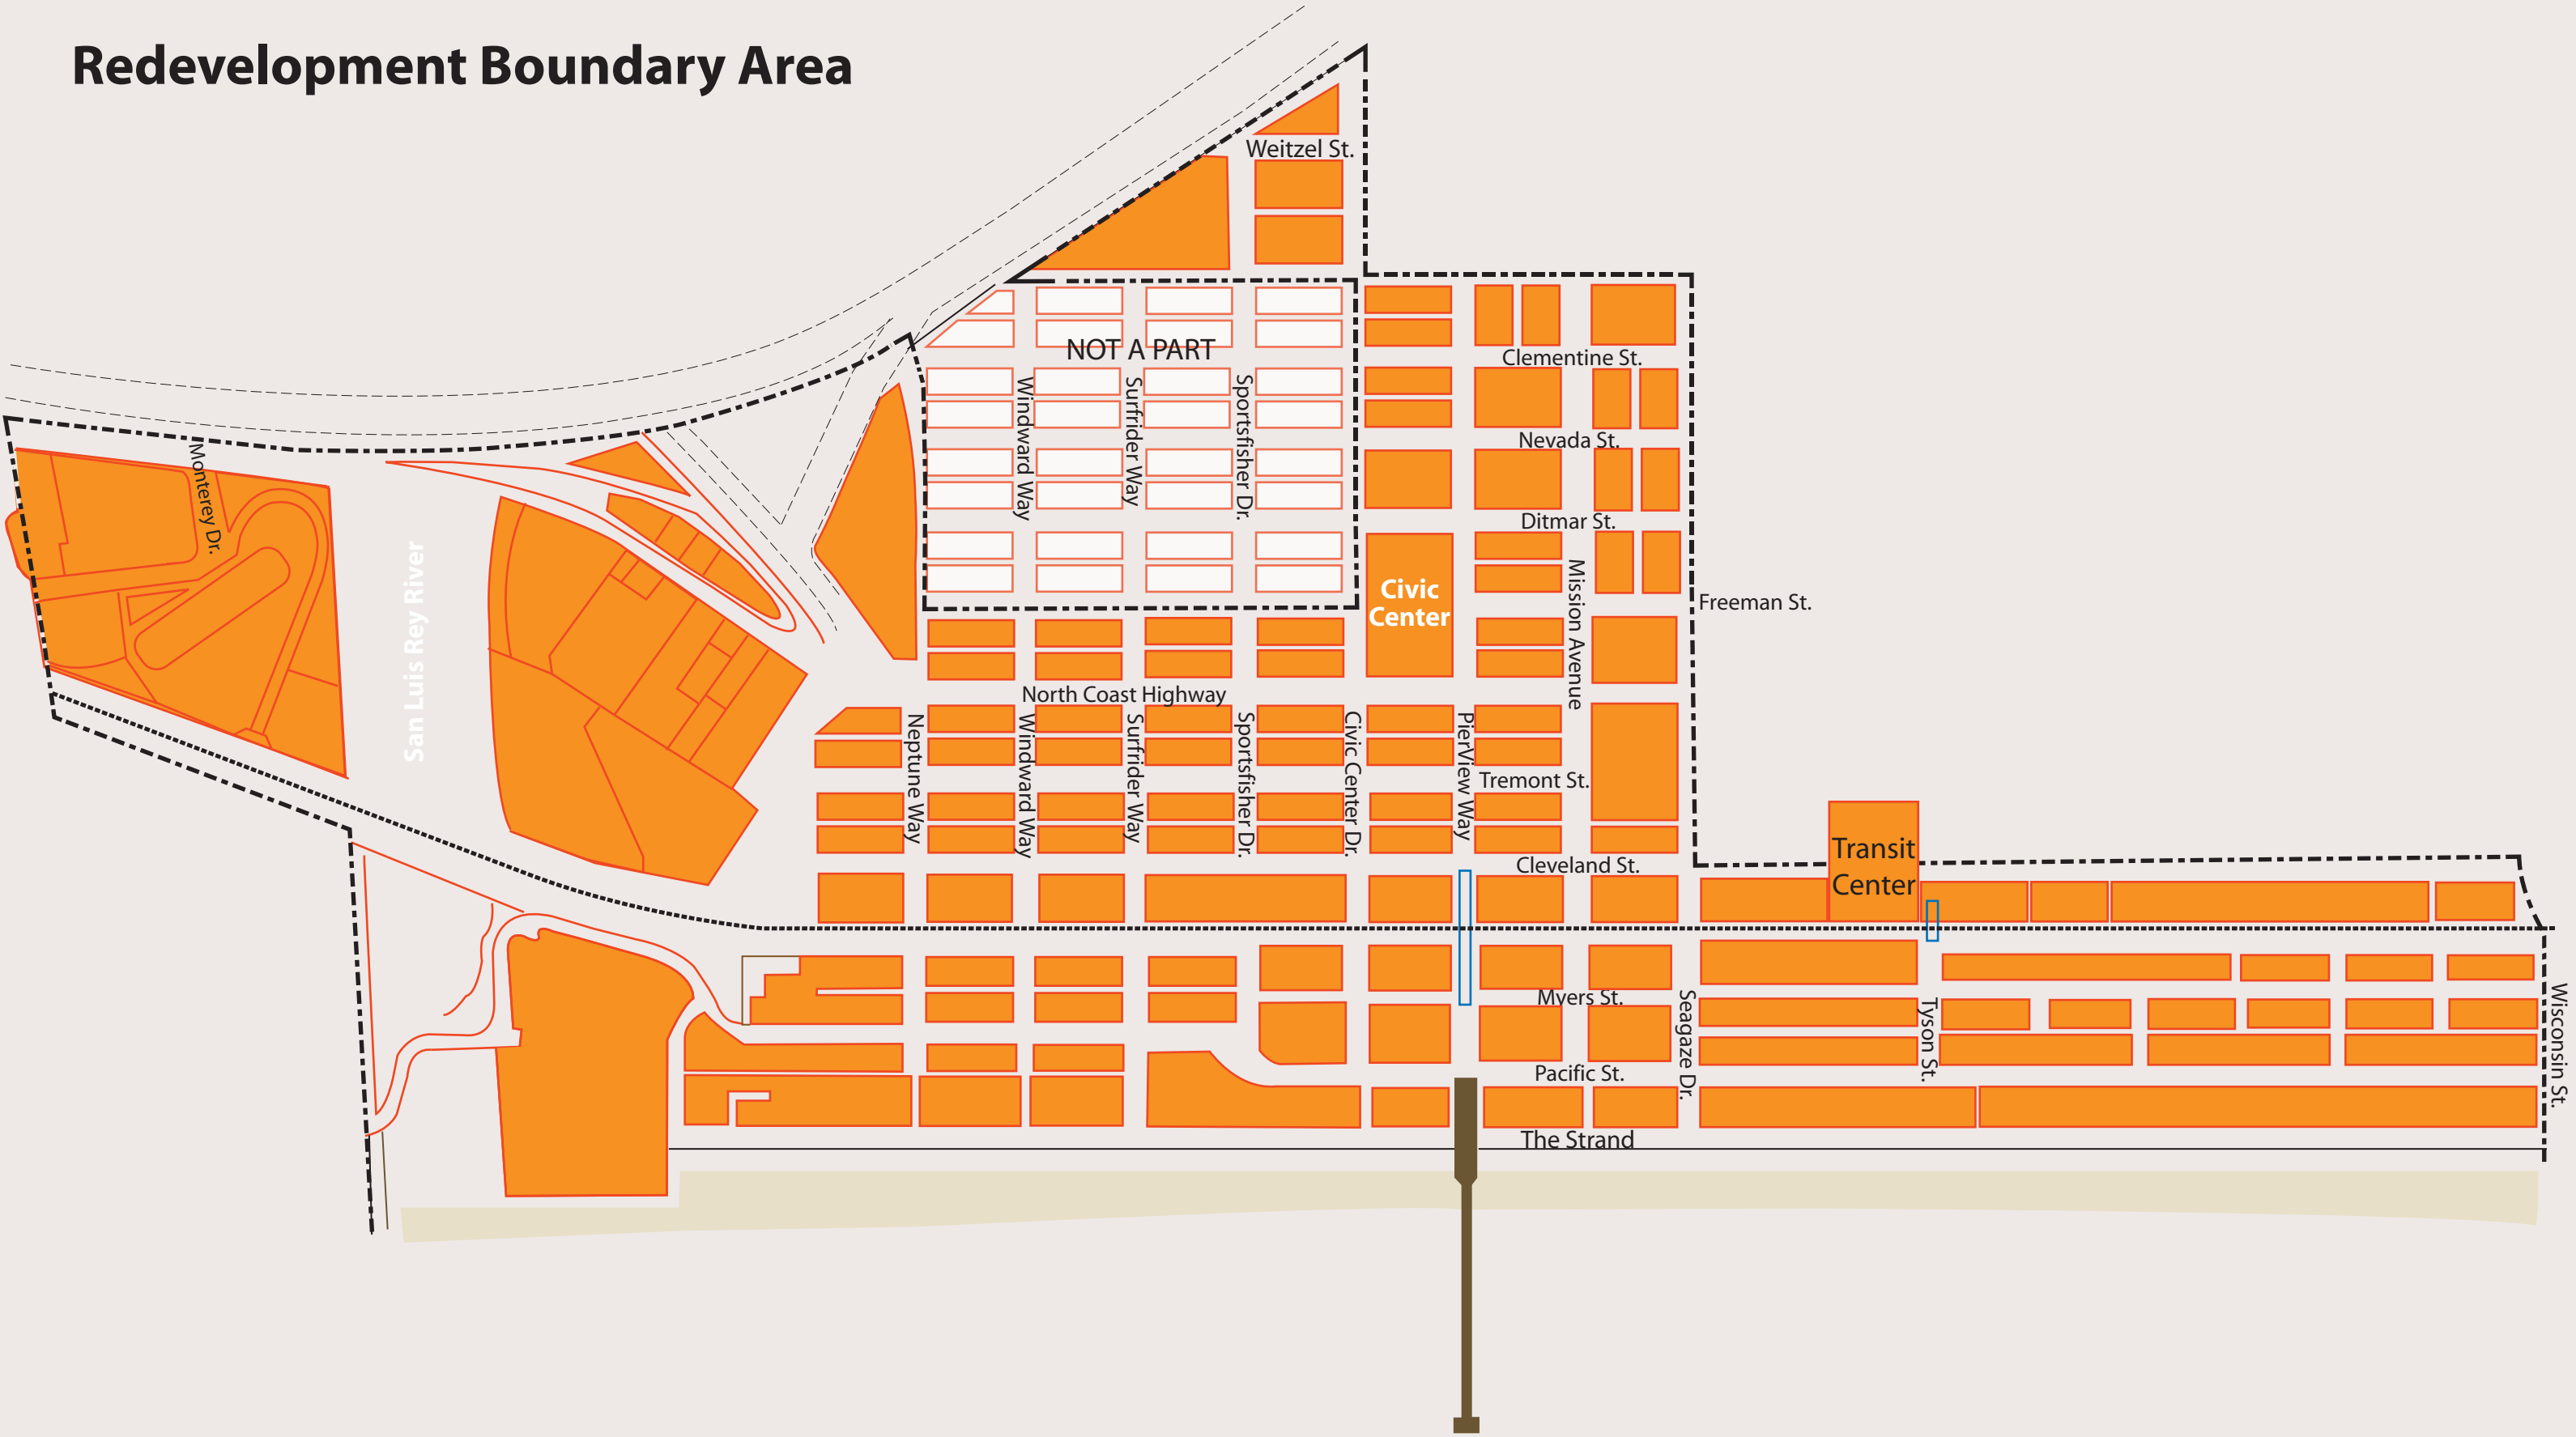 Redevelopment Boundary Area
Weitzel St.
NOT A PART
Clementine St.
Windward Way
Surfrider Way
Sportsfisher Dr.
Nevada St.
Monterey Dr.
Ditmar St.
San Luis Rey River
Civic
Center
Mission Avenue
Freeman St.
North Coast Highway
Neptune Way
Windward Way
Surfrider Way
Sportsfisher Dr.
Civic Center Dr.
PierView Way
Tremont St.
Transit
Center
Cleveland St.
Myers St.
Seagaze Dr.
Tyson St.
Wisconsin St.
Pacific St.
The Strand